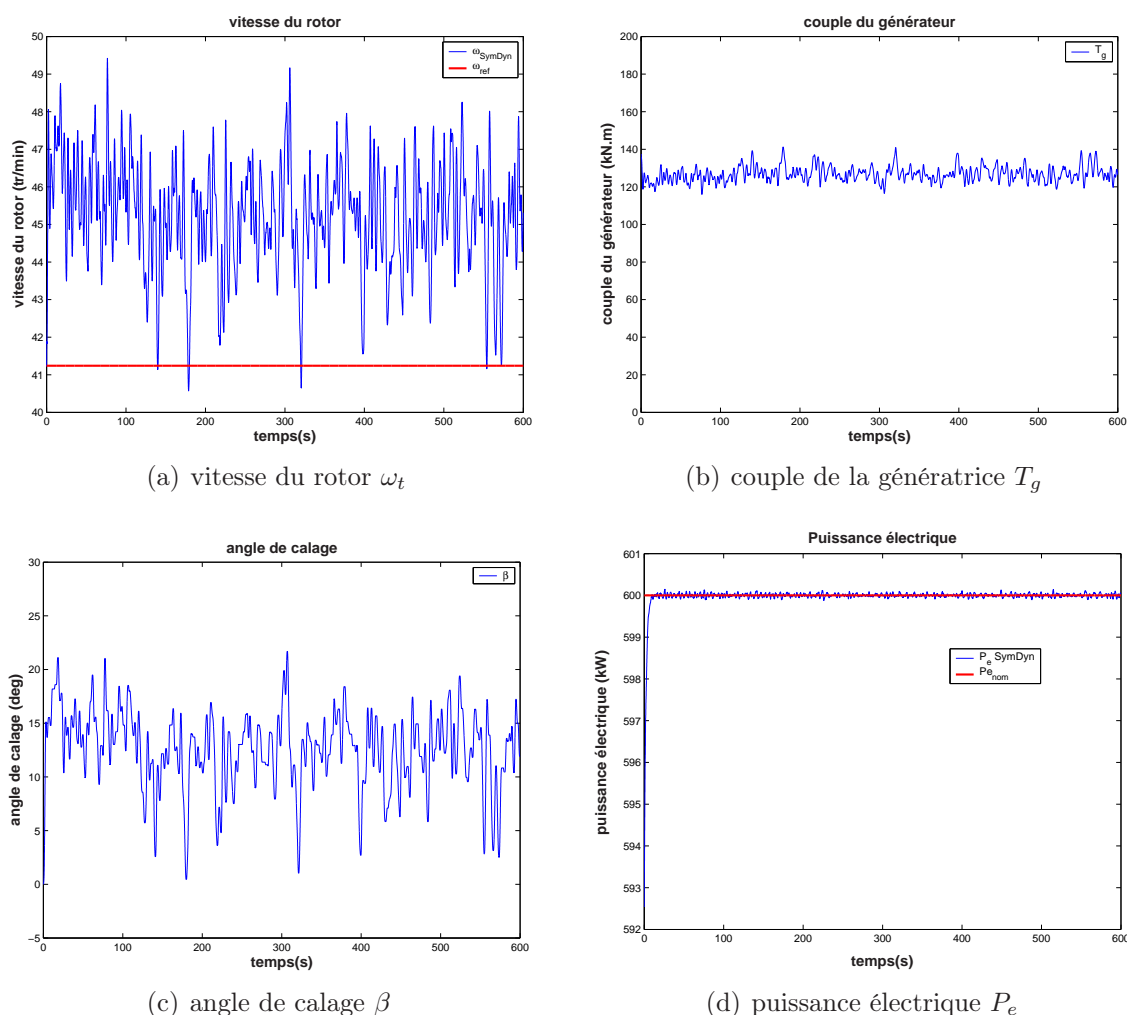 vitesse du rotor
50
49
48
47
46
45
44
43
42
41
40
vitesse du rotor (tr/min)
ω_SymDyn
ω_ref
0 100 200 300 400 500 600
temps(s)
(a) vitesse du rotor ω_t
couple du générateur
200
180
160
140
120
100
80
60
40
20
0
couple du générateur (kN.m)
T_g
0 100 200 300 400 500 600
temps(s)
(b) couple de la génératrice T_g
angle de calage
30
25
20
15
10
5
0
−5
angle de calage (deg)
β
0 100 200 300 400 500 600
temps(s)
(c) angle de calage β
Puissance électrique
601
600
599
598
597
596
595
594
593
592
puissance électrique (kW)
P_e SymDyn
Pe_nom
0 100 200 300 400 500 600
temps(s)
(d) puissance électrique P_e